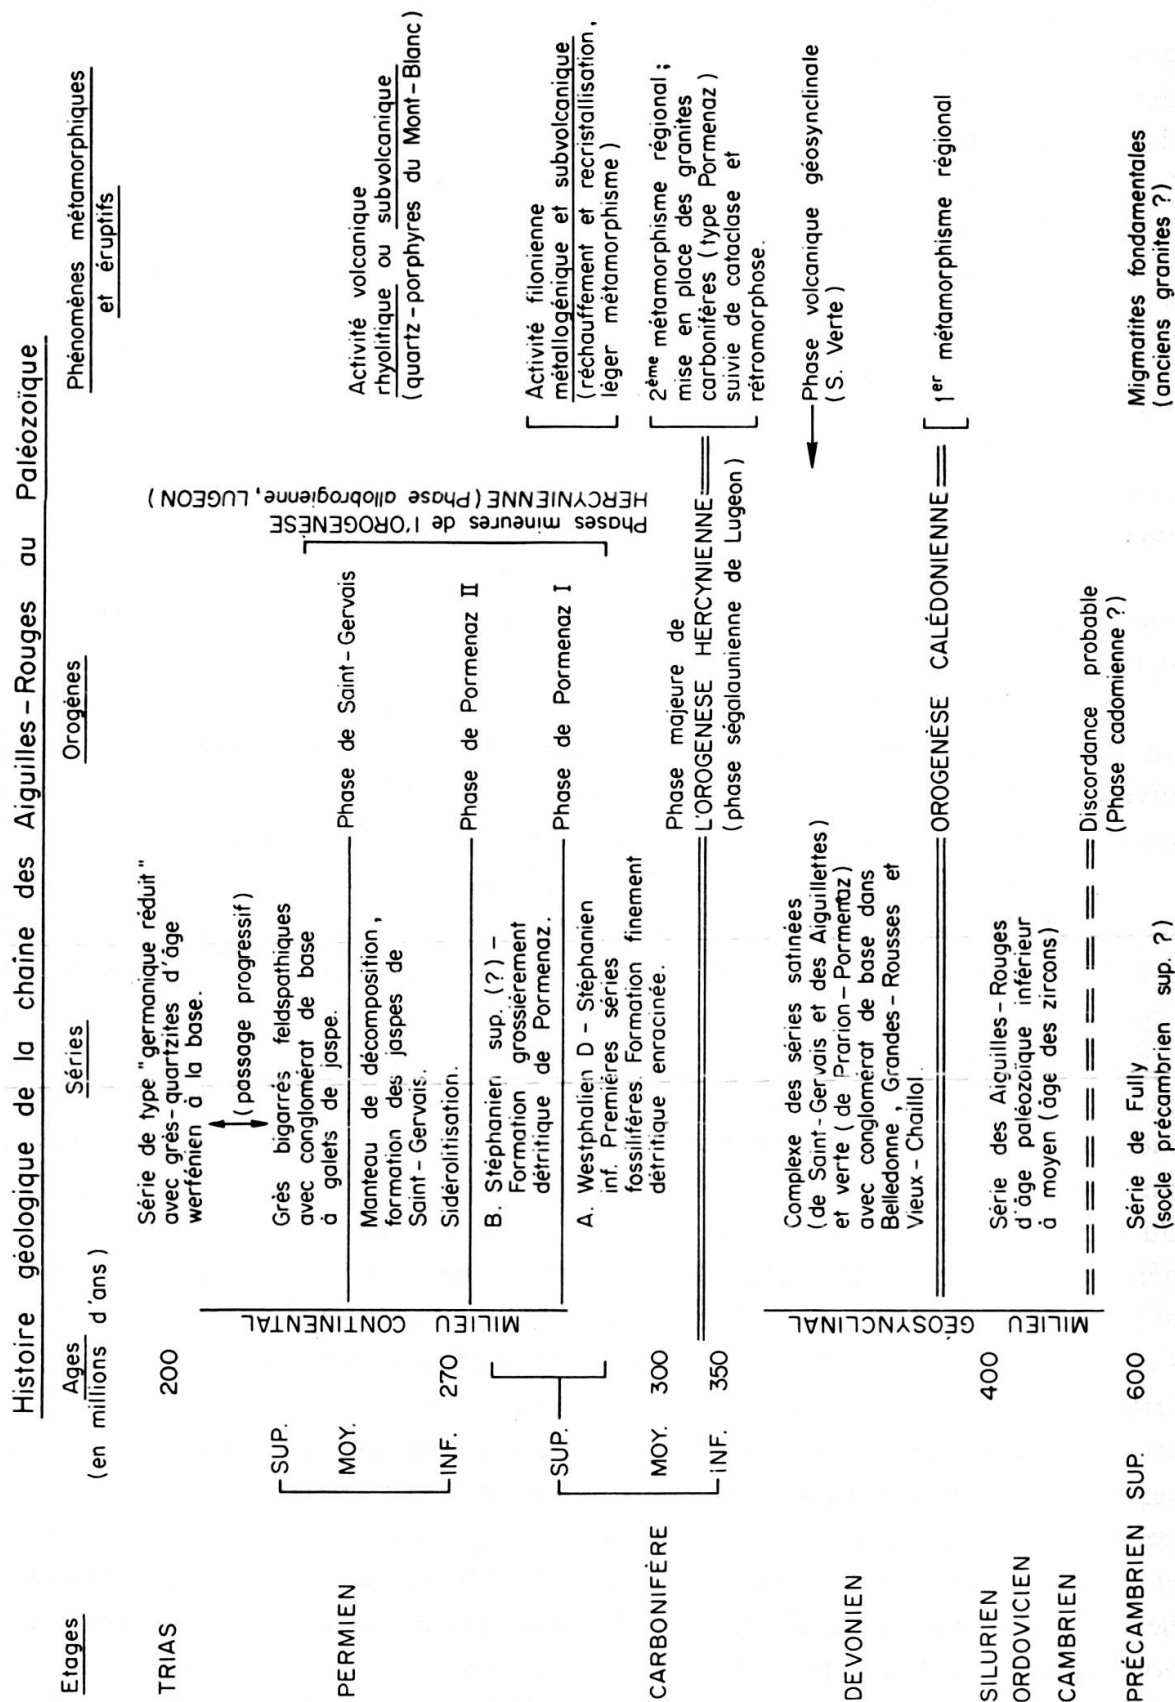 Histoire géologique de la chaîne des Aiguilles-Rouges au Paléozoïque
Etages
Ages
(en millions d'ans)
Séries
Orogènes
Phénomènes métamorphiques
et éruptifs
TRIAS
200
Série de type "germanique réduit"
avec grès-quartzites d'âge
werfénien à la base.
(passage progressif)
PERMIEN
SUP.
MOY.
INF.
270
MILIEU CONTINENTAL
Grès bigarrés feldspathiques
avec conglomérat de base
à galets de jaspe.
Phase de Saint-Gervais
Manteau de décomposition,
formation des jaspes de
Saint-Gervais.
Sidérolitisation.
Phase de Pormenaz II
B. Stéphanien sup. (?) –
Formation grossièrement
détritique de Pormenaz.
Phase de Pormenaz I
Phases mineures de l'OROGENÈSE
HERCYNIENNE (Phase allobrogienne, LUGEON)
Activité volcanique
rhyolitique ou subvolcanique
(quartz-porphyres du Mont-Blanc)
Activité filonienne
métallogénique et subvolcanique
(réchauffement et recristallisation,
léger métamorphisme)
CARBONIFÈRE
SUP.
MOY.
INF.
300
350
A. Westphalien D - Stéphanien
inf. Premières séries
fossilifères. Formation finement
détritique enracinée.
Phase majeure de
L'OROGENESE HERCYNIENNE
(phase ségalaunienne de Lugeon)
2ème métamorphisme régional;
mise en place des granites
carbonifères (type Pormenaz)
suivie de cataclase et
rétromorphose.
DEVONIEN
MILIEU GÉOSYNCLINAL
Complexe des séries satinées
(de Saint-Gervais et des Aiguillettes)
et verte (de Prarion-Pormenaz)
avec conglomérat de base dans
Belledonne, Grandes-Rousses et
Vieux-Chaillol.
Phase volcanique géosynclinale
(S. Verte)
OROGENÈSE CALÉDONIENNE
1er métamorphisme régional
SILURIEN
ORDOVICIEN
CAMBRIEN
400
Série des Aiguilles-Rouges
d'âge paléozoïque inférieur
à moyen (âge des zircons)
Discordance probable
(Phase cadomienne ?)
PRÉCAMBRIEN SUP.
600
Série de Fully
(socle précambrien sup. ?)
Migmatites fondamentales
(anciens granites ?)